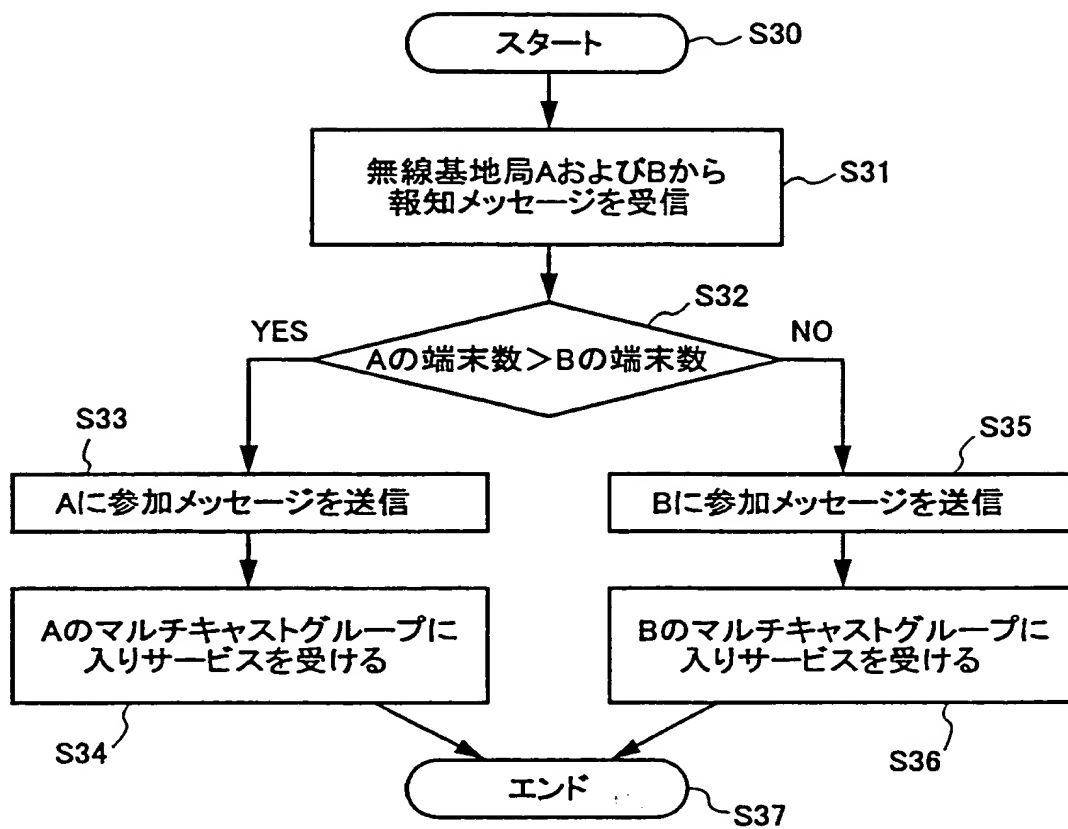 スタート
S30
無線基地局AおよびBから
報知メッセージを受信
S31
S32
YES
Aの端末数>Bの端末数
NO
S33
S35
Aに参加メッセージを送信
Bに参加メッセージを送信
Aのマルチキャストグループに
入りサービスを受ける
Bのマルチキャストグループに
入りサービスを受ける
S34
S36
エンド
S37